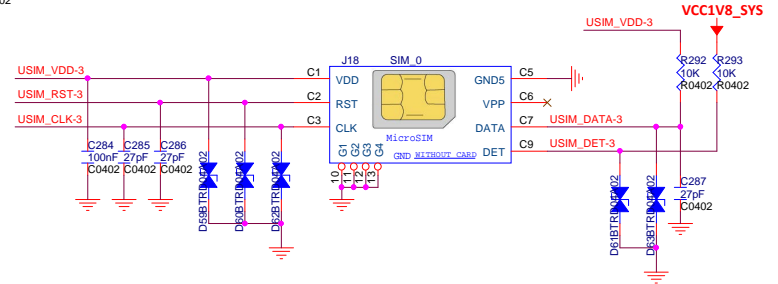 02
VCC1V8_SYS
USIM_VDD-3
J18 SIM_0
USIM_VDD-3 C1 VDD GND5 C5
R292 R293
10K 10K
R0402 R0402
USIM_RST-3 C2 RST VPP C6
USIM_CLK-3 C3 CLK DATA C7 USIM_DATA-3
MicroSIM
GND WITHOUT CARD DET C9 USIM_DET-3
G1 G2 G3 G4
10 11 12 13
C284 C285 C286
100nF 27pF 27pF
C0402 C0402 C0402
C287
27pF
C0402